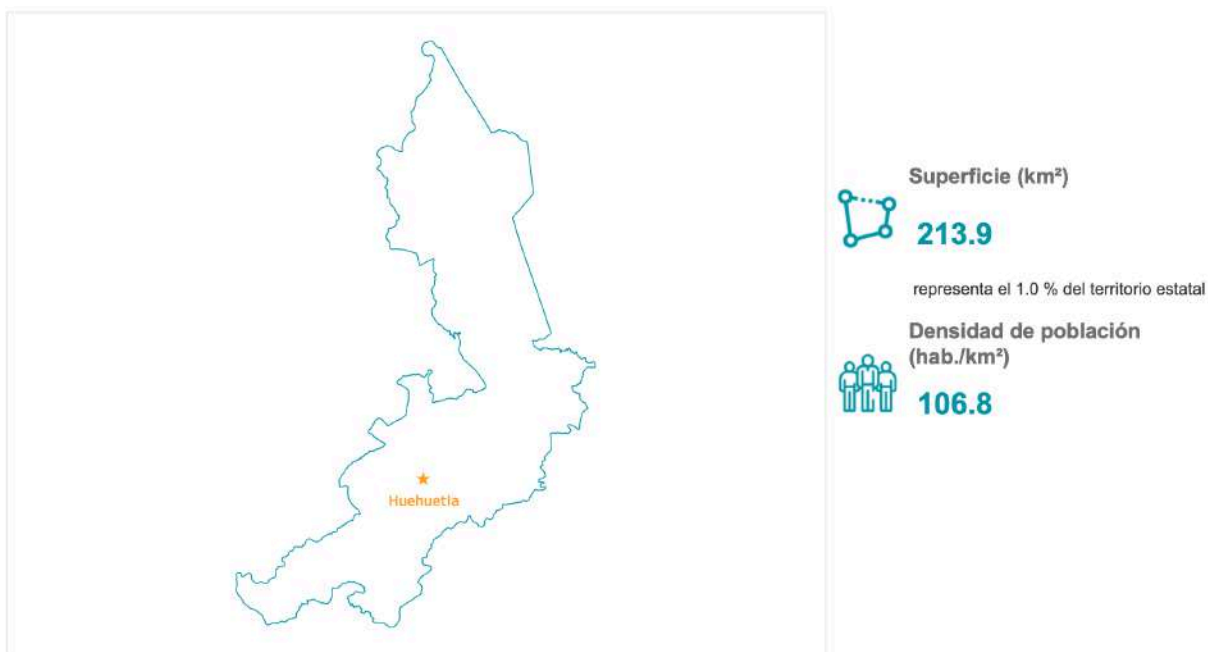 Superficie (km²)
213.9
representa el 1.0 % del territorio estatal
Densidad de población
(hab./km²)
106.8
Huehuetla